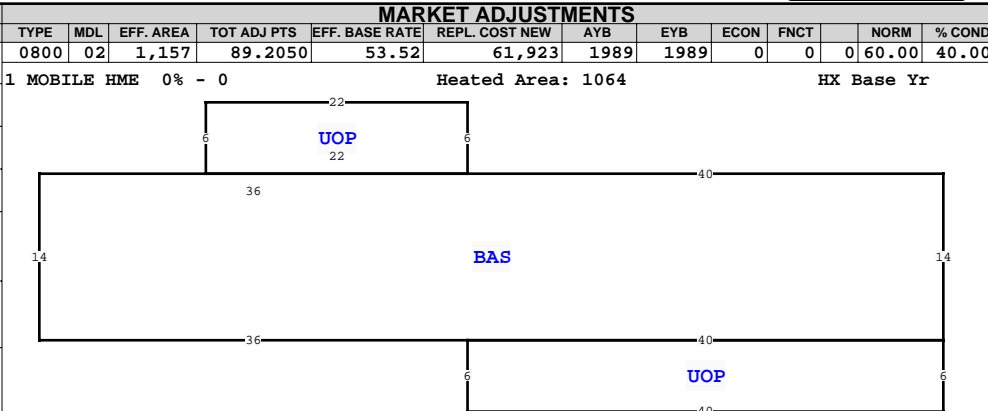 MARKET ADJUSTMENTS
TYPE MDL EFF. AREA TOT ADJ PTS EFF. BASE RATE REPL. COST NEW AYB EYB ECON FNCT NORM % COND
0800 02 1,157 89.2050 53.52 61,923 1989 1989 0 0 0 60.00 40.00
1 MOBILE HME 0% - 0 Heated Area: 1064 HX Base Yr
22
6 UOP 6
22
40
36
14 BAS 14
36 40
6 UOP 6
40